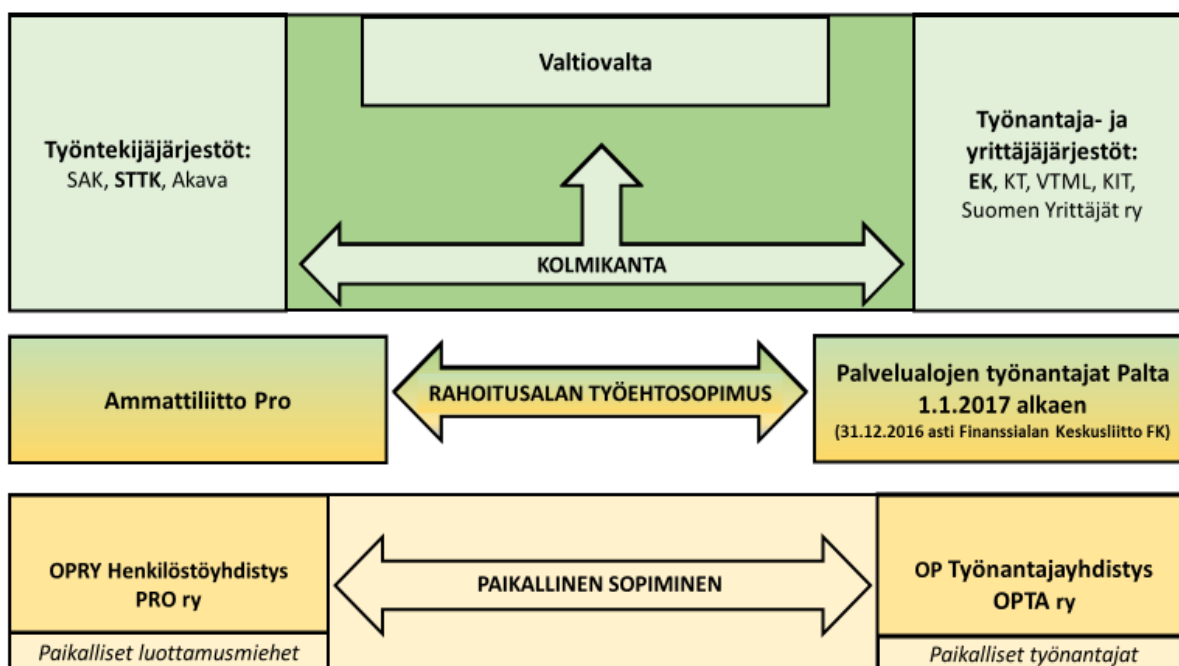 Valtiovalta
Työntekijäjärjestöt:
SAK, STTK, Akava
Työnantaja- ja
yrittäjäjärjestöt:
EK, KT, VTML, KIT,
Suomen Yrittäjät ry
KOLMIKANTA
Ammattiliitto Pro
RAHOITUSALAN TYÖEHTOSOPIMUS
Palvelualojen työnantajat Palta
1.1.2017 alkaen
(31.12.2016 asti Finanssialan Keskusliitto FK)
OPRY Henkilöstöyhdistys
PRO ry
PAIKALLINEN SOPIMINEN
OP Työnantajayhdistys
OPTA ry
Paikalliset luottamusmiehet
Paikalliset työnantajat